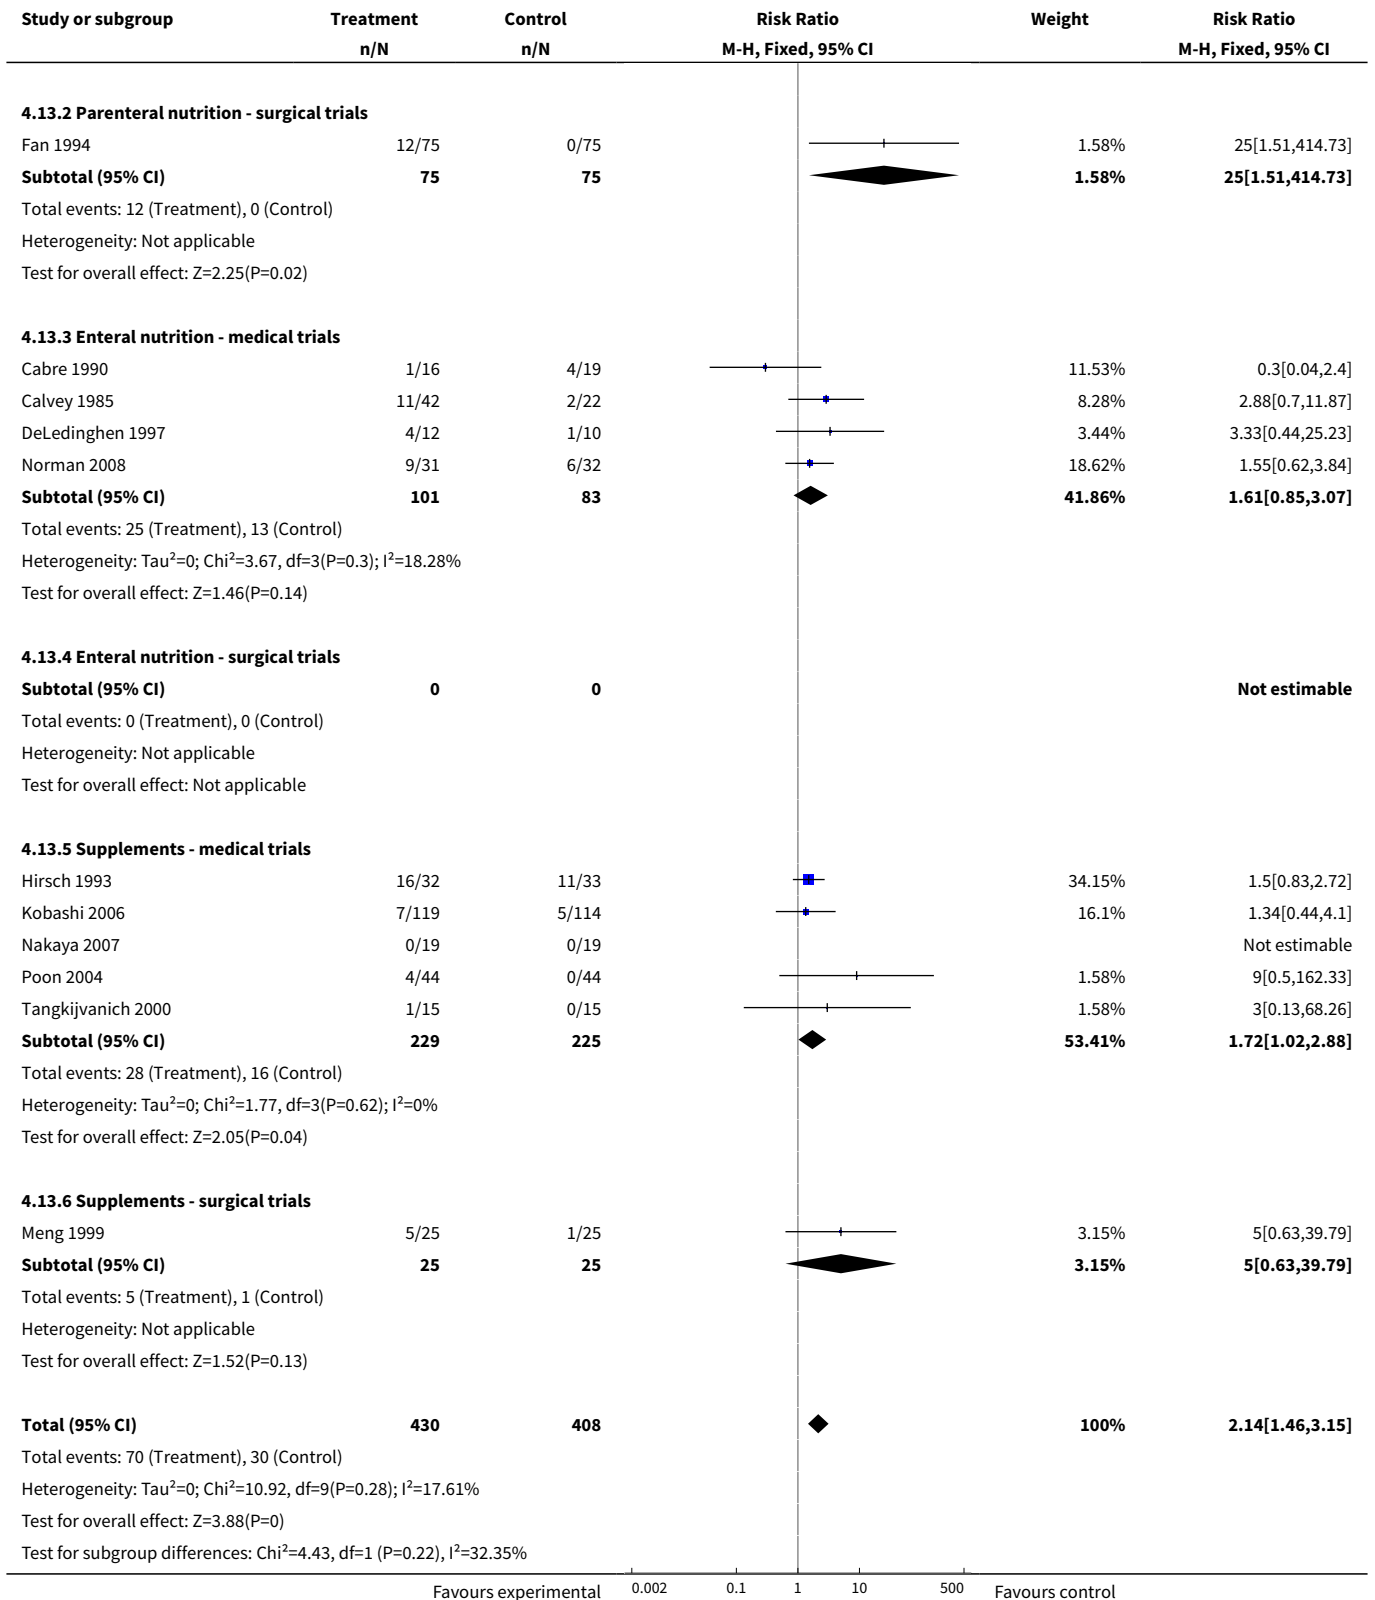 Study or subgroup Treatment Control Risk Ratio Weight Risk Ratio
n/N n/N M-H, Fixed, 95% CI M-H, Fixed, 95% CI
4.13.2 Parenteral nutrition - surgical trials
Fan 1994 12/75 0/75 1.58% 25[1.51,414.73]
Subtotal (95% CI) 75 75 1.58% 25[1.51,414.73]
Total events: 12 (Treatment), 0 (Control)
Heterogeneity: Not applicable
Test for overall effect: Z=2.25(P=0.02)
4.13.3 Enteral nutrition - medical trials
Cabre 1990 1/16 4/19 11.53% 0.3[0.04,2.4]
Calvey 1985 11/42 2/22 8.28% 2.88[0.7,11.87]
DeLedinghen 1997 4/12 1/10 3.44% 3.33[0.44,25.23]
Norman 2008 9/31 6/32 18.62% 1.55[0.62,3.84]
Subtotal (95% CI) 101 83 41.86% 1.61[0.85,3.07]
Total events: 25 (Treatment), 13 (Control)
Heterogeneity: Tau²=0; Chi²=3.67, df=3(P=0.3); I²=18.28%
Test for overall effect: Z=1.46(P=0.14)
4.13.4 Enteral nutrition - surgical trials
Subtotal (95% CI) 0 0 Not estimable
Total events: 0 (Treatment), 0 (Control)
Heterogeneity: Not applicable
Test for overall effect: Not applicable
4.13.5 Supplements - medical trials
Hirsch 1993 16/32 11/33 34.15% 1.5[0.83,2.72]
Kobashi 2006 7/119 5/114 16.1% 1.34[0.44,4.1]
Nakaya 2007 0/19 0/19 Not estimable
Poon 2004 4/44 0/44 1.58% 9[0.5,162.33]
Tangkijvanich 2000 1/15 0/15 1.58% 3[0.13,68.26]
Subtotal (95% CI) 229 225 53.41% 1.72[1.02,2.88]
Total events: 28 (Treatment), 16 (Control)
Heterogeneity: Tau²=0; Chi²=1.77, df=3(P=0.62); I²=0%
Test for overall effect: Z=2.05(P=0.04)
4.13.6 Supplements - surgical trials
Meng 1999 5/25 1/25 3.15% 5[0.63,39.79]
Subtotal (95% CI) 25 25 3.15% 5[0.63,39.79]
Total events: 5 (Treatment), 1 (Control)
Heterogeneity: Not applicable
Test for overall effect: Z=1.52(P=0.13)
Total (95% CI) 430 408 100% 2.14[1.46,3.15]
Total events: 70 (Treatment), 30 (Control)
Heterogeneity: Tau²=0; Chi²=10.92, df=9(P=0.28); I²=17.61%
Test for overall effect: Z=3.88(P=0)
Test for subgroup differences: Chi²=4.43, df=1 (P=0.22), I²=32.35%
Favours experimental 0.002 0.1 1 10 500 Favours control